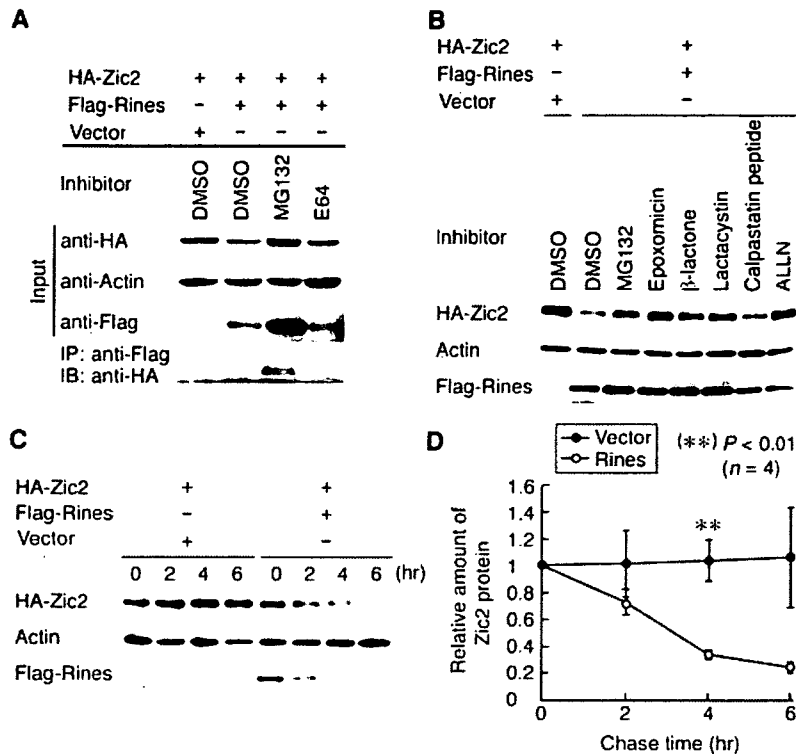 A
HA-Zic2 + + + +
Flag-Rines - + + +
Vector + - - -
Inhibitor DMSO DMSO MG132 E64
Input
anti-HA
anti-Actin
anti-Flag
IP: anti-Flag
IB: anti-HA
B
HA-Zic2 + +
Flag-Rines - +
Vector + -
Inhibitor DMSO DMSO MG132 Epoxomicin β-lactone Lactacystin Calpastatin peptide ALLN
HA-Zic2
Actin
Flag-Rines
C
HA-Zic2 + +
Flag-Rines - +
Vector + -
0 2 4 6 0 2 4 6 (hr)
HA-Zic2
Actin
Flag-Rines
D
Vector
Rines
(**) P < 0.01
(n = 4)
Relative amount of
Zic2 protein
1.6
1.4
1.2
1
0.8
0.6
0.4
0.2
0
**
0 2 4 6
Chase time (hr)